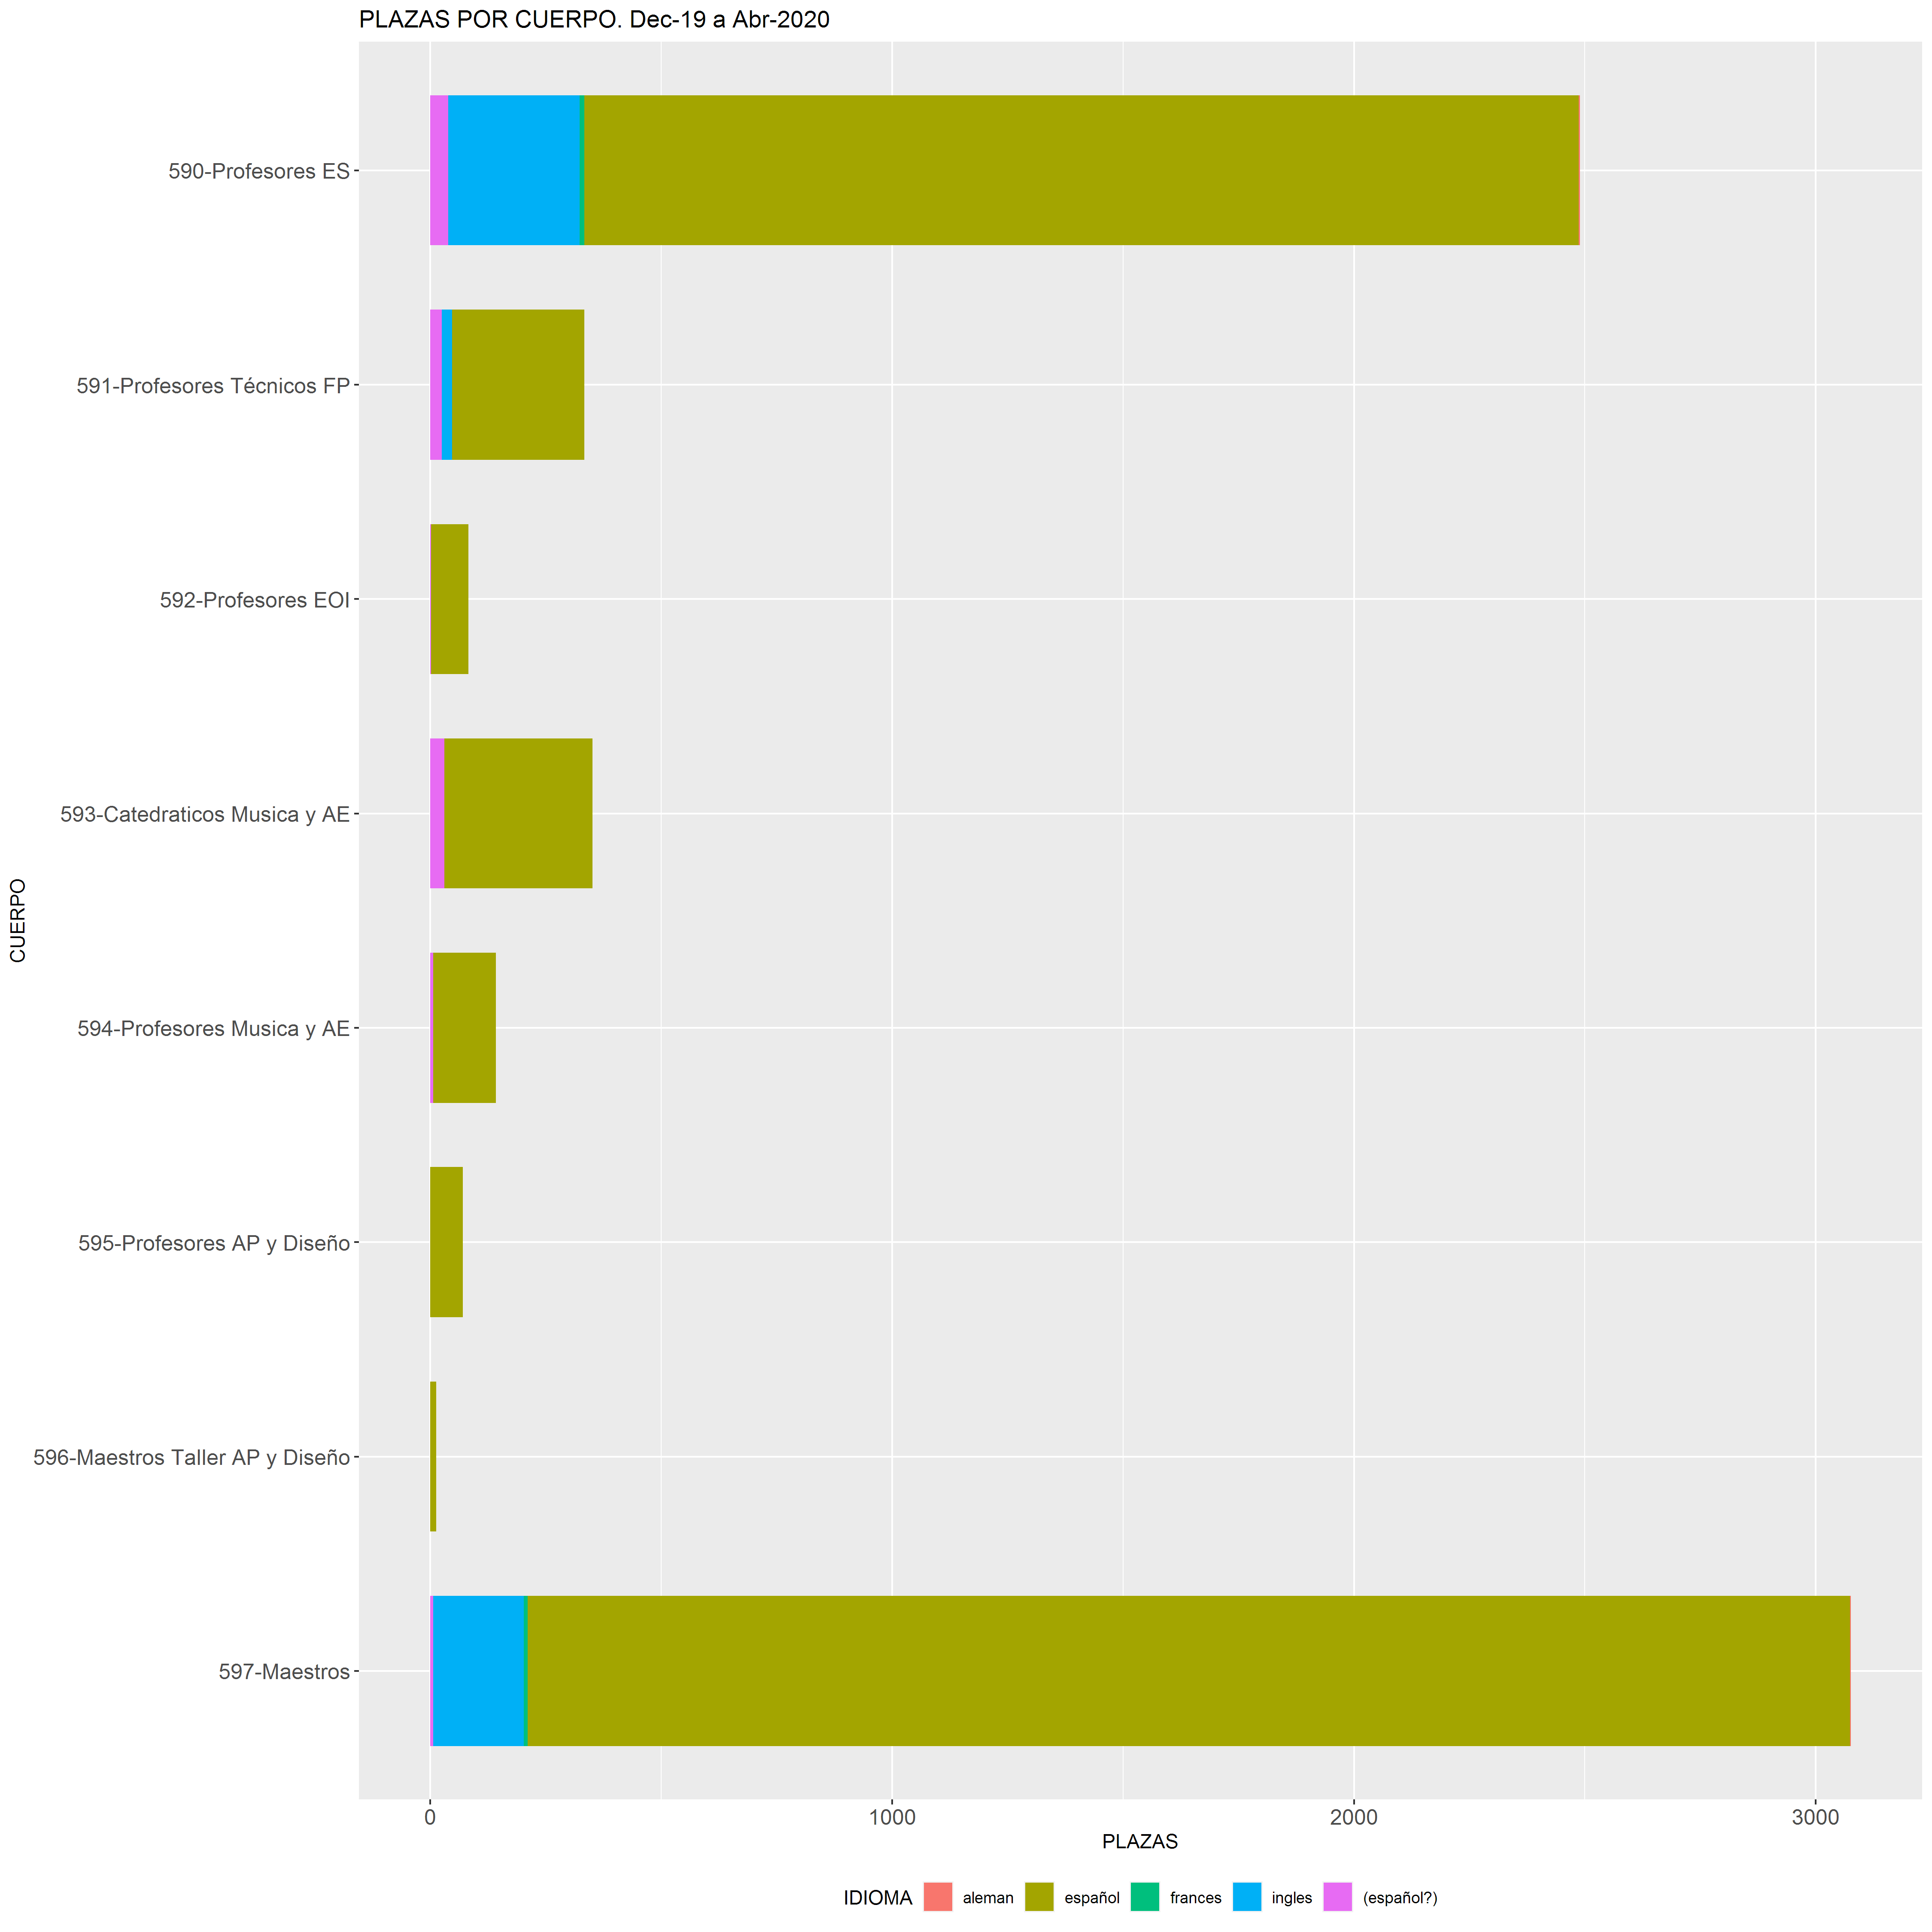 PLAZAS POR CUERPO. Dec-19 a Abr-2020
590-Profesores ES
591-Profesores Técnicos FP
592-Profesores EOI
593-Catedraticos Musica y AE
594-Profesores Musica y AE
595-Profesores AP y Diseño
596-Maestros Taller AP y Diseño
597-Maestros
CUERPO
0 1000 2000 3000
PLAZAS
IDIOMA aleman español frances ingles (español?)